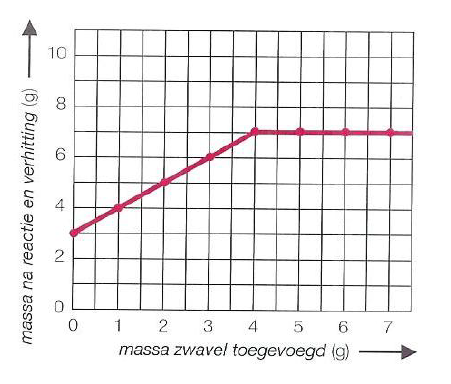 massa na reactie en verhitting (g)
10
8
6
4
2
0
0 1 2 3 4 5 6 7
massa zwavel toegevoegd (g)